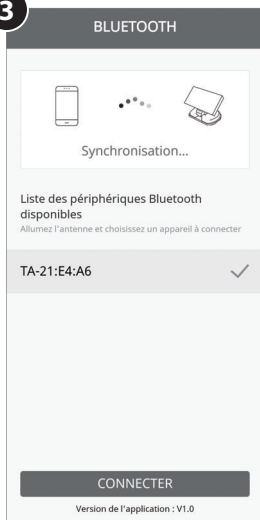 3
BLUETOOTH
Synchronisation...
Liste des périphériques Bluetooth
disponibles
Allumez l'antenne et choisissez un appareil à connecter
TA-21:E4:A6
CONNECTER
Version de l'application : V1.0